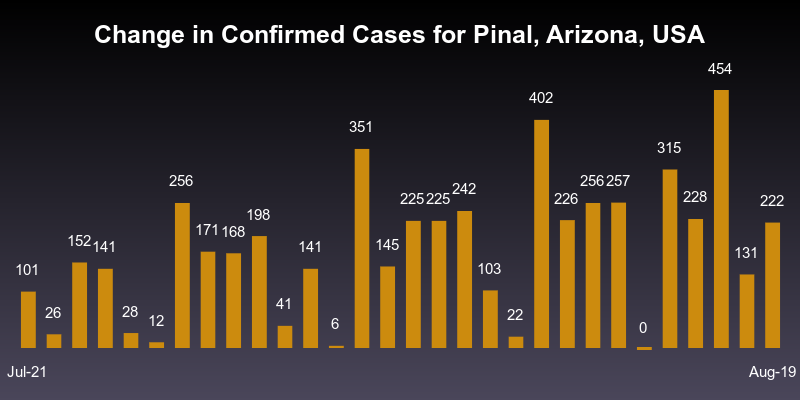 Change in Confirmed Cases for Pinal, Arizona, USA
101 26 152 141 28 12 256 171 168 198 41 141 6 351 145 225 225 242 103 22 402 226 256 257 0 315 228 454 131 222
Jul-21 Aug-19